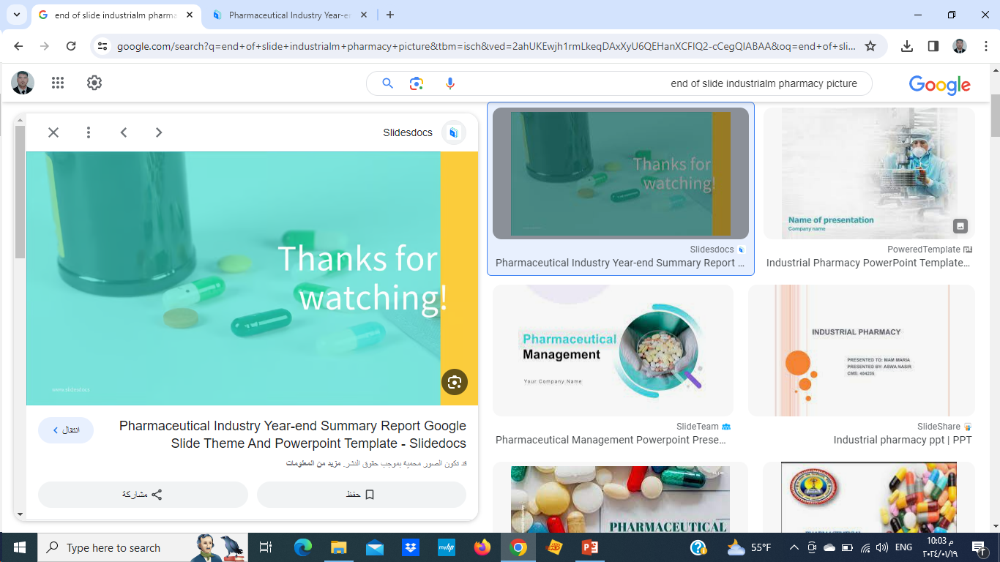 end of slide industrialm pharma
Pharmaceutical Industry Year-e
google.com/search?q=end+of+slide+industrialm+pharmacy+picture&tbm=isch&ved=2ahUKEwjh1rmLkeqDAxXyU6QEHanXCFIQ2-cCegQIABAA&oq=end+of+sli...
end of slide industrialm pharmacy picture
Google
Slidesdocs
Thanks for
watching!
www.slidesdocs
Pharmaceutical Industry Year-end Summary Report Google
Slide Theme And Powerpoint Template - Slidedocs
انتقال
قد تكون الصور محمية بموجب حقوق النشر. مزيد من المعلومات
مشاركة
حفظ
Thanks for
watching!
Slidesdocs
Pharmaceutical Industry Year-end Summary Report ...
Name of presentation
Company name
PoweredTemplate
Industrial Pharmacy PowerPoint Template...
Pharmaceutical
Management
Your Company Name
SlideTeam
Pharmaceutical Management Powerpoint Prese...
INDUSTRIAL PHARMACY
PRESENTED TO: MAM MARIA
PRESENTED BY: ASWA NASIR
CMS: 404235
SlideShare
Industrial pharmacy ppt | PPT
PHARMACEUTICAL
Type here to search
myhp
55°F
ENG
10:03 م
٢٠٢٤/٠١/١٩
٢